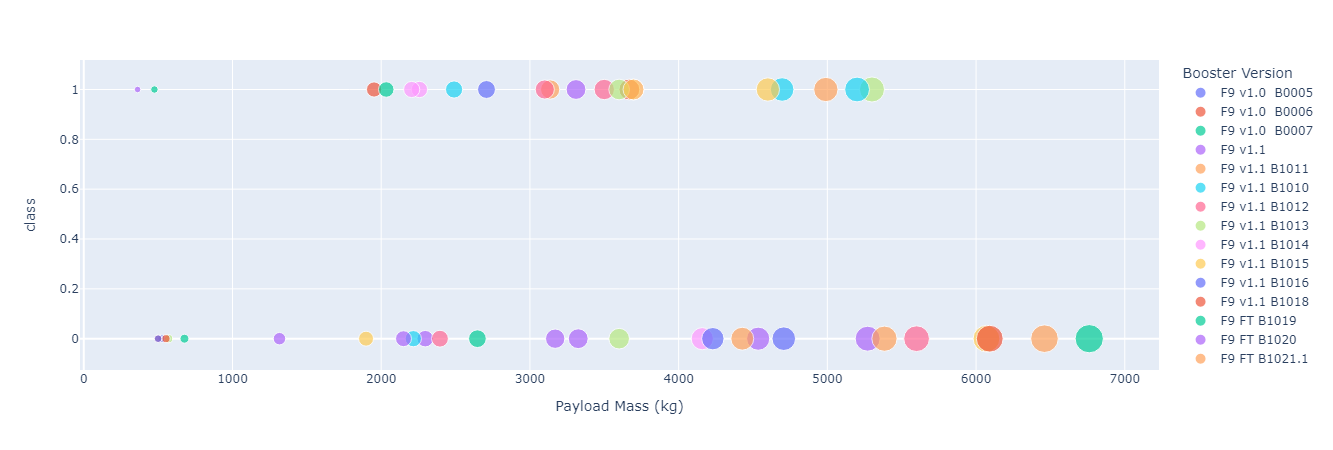 1
0.8
0.6
0.4
0.2
0
class
0 1000 2000 3000 4000 5000 6000 7000
Payload Mass (kg)
Booster Version
F9 v1.0  B0005
F9 v1.0  B0006
F9 v1.0  B0007
F9 v1.1
F9 v1.1 B1011
F9 v1.1 B1010
F9 v1.1 B1012
F9 v1.1 B1013
F9 v1.1 B1014
F9 v1.1 B1015
F9 v1.1 B1016
F9 v1.1 B1018
F9 FT B1019
F9 FT B1020
F9 FT B1021.1